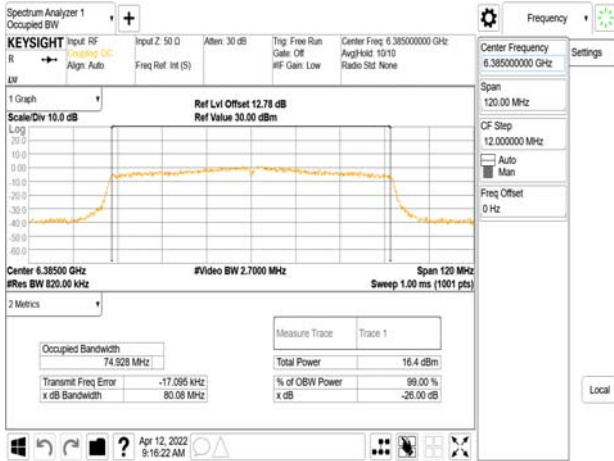 Spectrum Analyzer 1
Occupied BW
Frequency
KEYSIGHT
Input: RF
Coupling: DC
Align: Auto
Input Z: 50 Ω
Freq Ref: Int (S)
Atten: 30 dB
Trig: Free Run
Gate: Off
#IF Gain: Low
Center Freq: 6.385000000 GHz
Avg|Hold: 10/10
Radio Std: None
R
Center Frequency
6.385000000 GHz
Settings
Span
120.00 MHz
CF Step
12.000000 MHz
Auto
Man
Freq Offset
0 Hz
Local
1 Graph
Scale/Div 10.0 dB
Ref Lvl Offset 12.78 dB
Ref Value 30.00 dBm
Log
20.0
10.0
0.00
-10.0
-20.0
-30.0
-40.0
-50.0
-60.0
Center 6.38500 GHz
#Res BW 820.00 kHz
#Video BW 2.7000 MHz
Span 120 MHz
Sweep 1.00 ms (1001 pts)
2 Metrics
Measure Trace
Trace 1
Occupied Bandwidth
74.928 MHz
Total Power
16.4 dBm
Transmit Freq Error
-17.095 kHz
% of OBW Power
99.00 %
x dB Bandwidth
80.08 MHz
x dB
-26.00 dB
?
Apr 12, 2022
9:16:22 AM